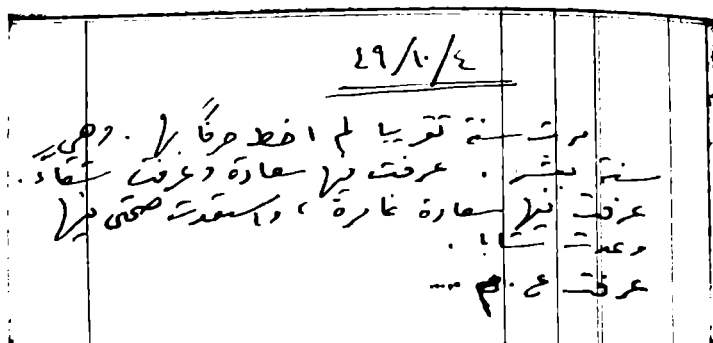 ٤٩/١٠/٤
مرت سنة تقريبا لم اخط حرفاً بها. وهي
سنة بشر. عرفت فيها سعادة وعرفت شقاءً.
عرفت فيها سعادة غامرة، واستعدت صحتي فيها
وعدت شابا.
عرفت ع. م ...